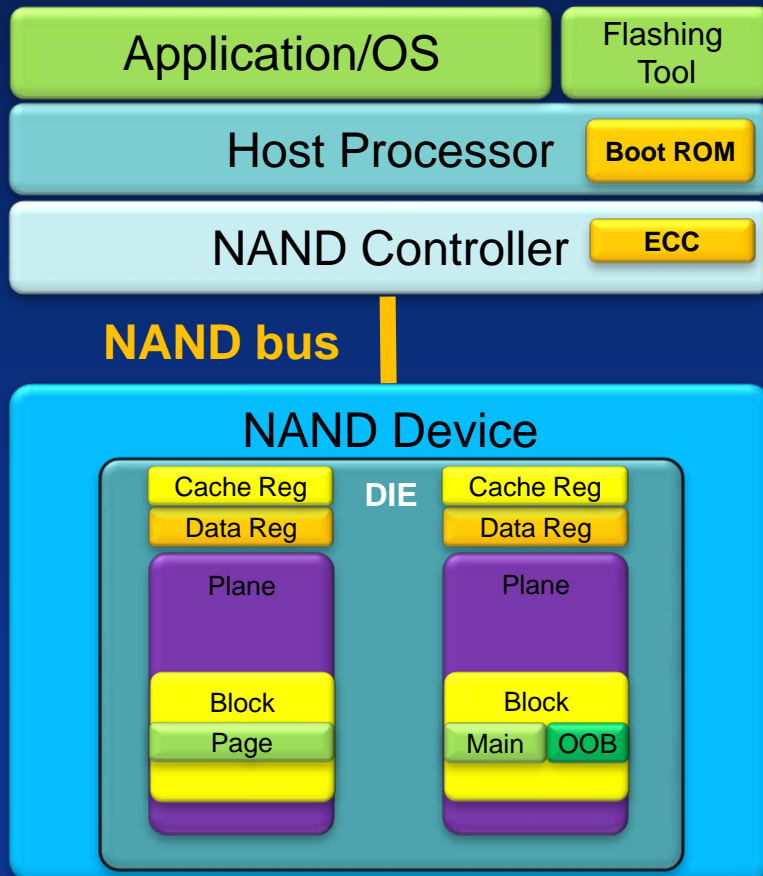 Application/OS
Flashing
Tool
Host Processor
Boot ROM
NAND Controller
ECC
NAND bus
NAND Device
Cache Reg
DIE
Cache Reg
Data Reg
Data Reg
Plane
Plane
Block
Block
Page
Main
OOB